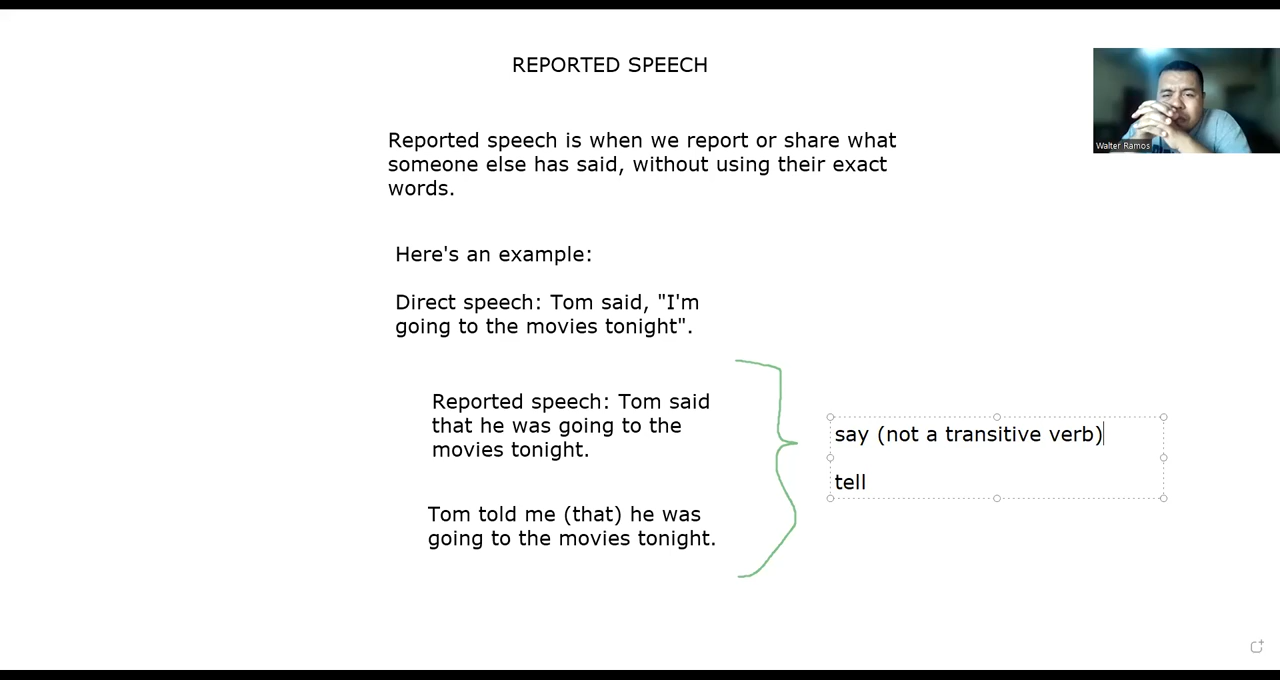 REPORTED SPEECH
Walter Ramos
Reported speech is when we report or share what
someone else has said, without using their exact
words.
Here's an example:
Direct speech: Tom said, "I'm
going to the movies tonight".
Reported speech: Tom said
that he was going to the
movies tonight.
say (not a transitive verb)
tell
Tom told me (that) he was
going to the movies tonight.